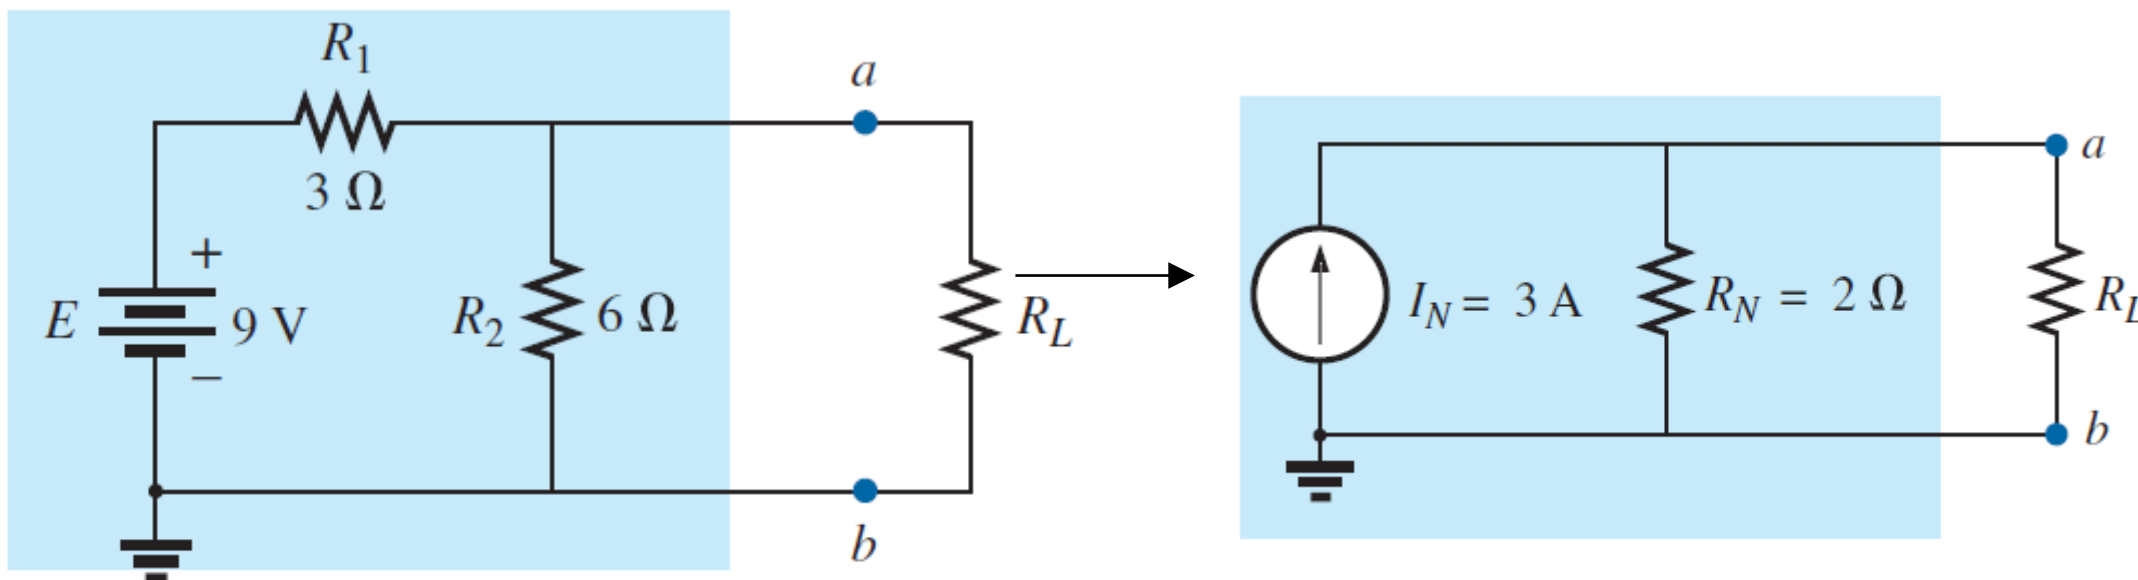 R1
3 Ω
a
+
E
9 V
−
R2
6 Ω
RL
b
a
IN = 3 A
RN = 2 Ω
RL
b